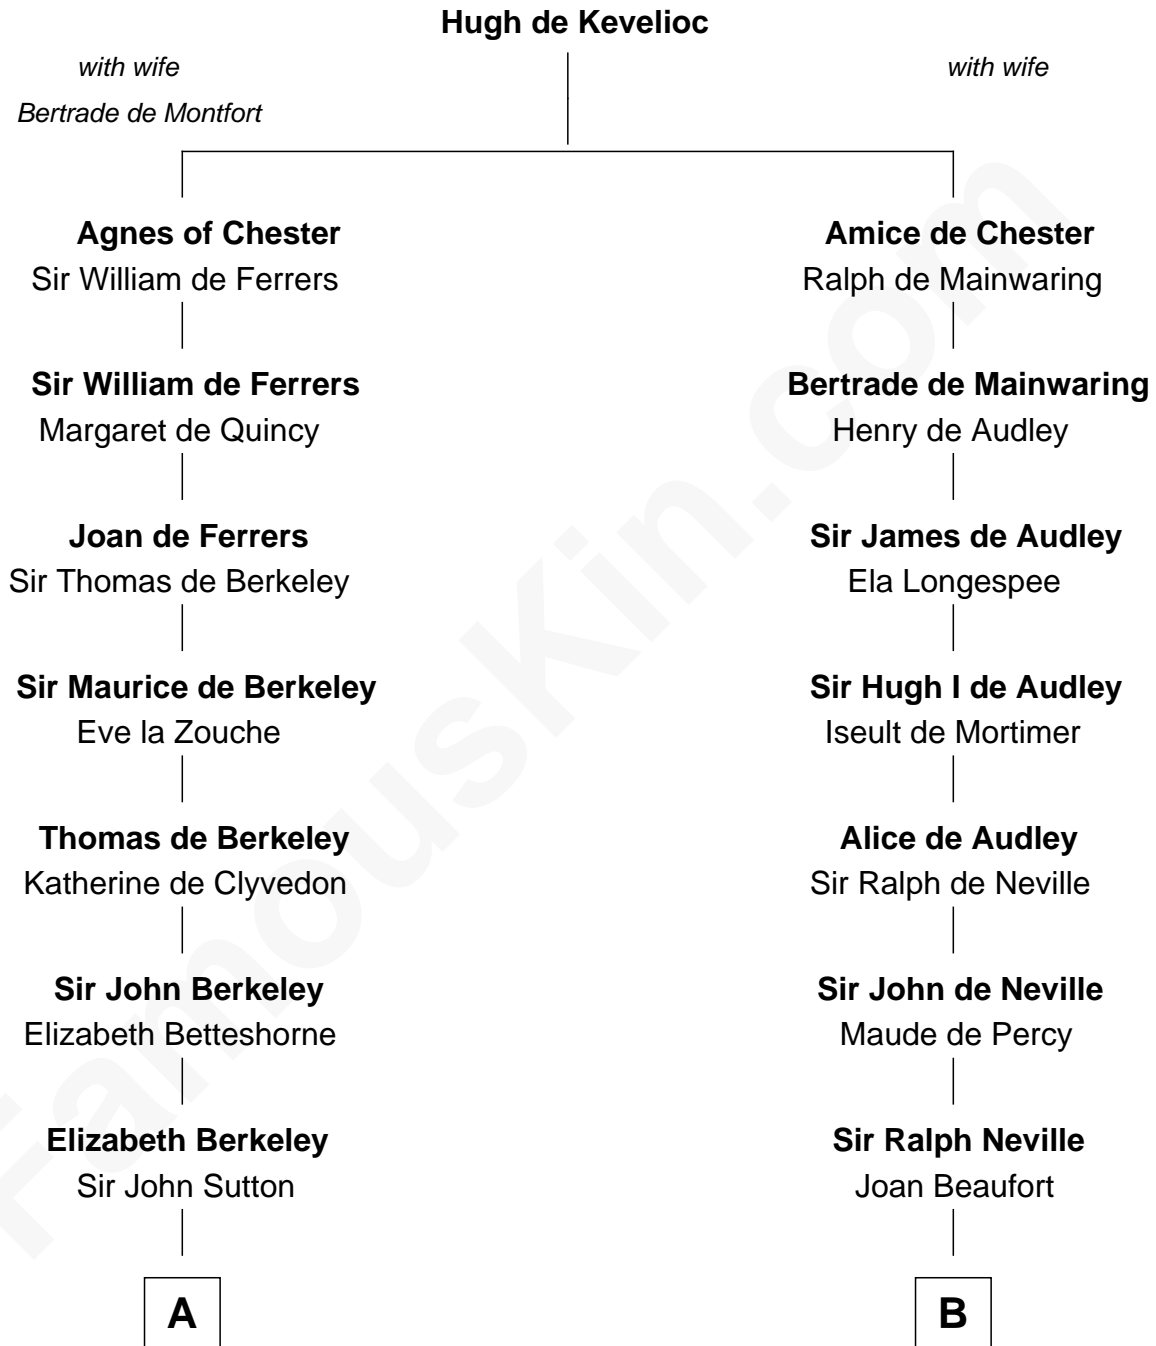 Hugh de Kevelioc
with wife
Bertrade de Montfort
with wife
Agnes of Chester
Sir William de Ferrers
Amice de Chester
Ralph de Mainwaring
Sir William de Ferrers
Margaret de Quincy
Bertrade de Mainwaring
Henry de Audley
Joan de Ferrers
Sir Thomas de Berkeley
Sir James de Audley
Ela Longespee
Sir Maurice de Berkeley
Eve la Zouche
Sir Hugh I de Audley
Iseult de Mortimer
Thomas de Berkeley
Katherine de Clyvedon
Alice de Audley
Sir Ralph de Neville
Sir John Berkeley
Elizabeth Betteshorne
Sir John de Neville
Maude de Percy
Elizabeth Berkeley
Sir John Sutton
Sir Ralph Neville
Joan Beaufort
A
B
FamousKin.com